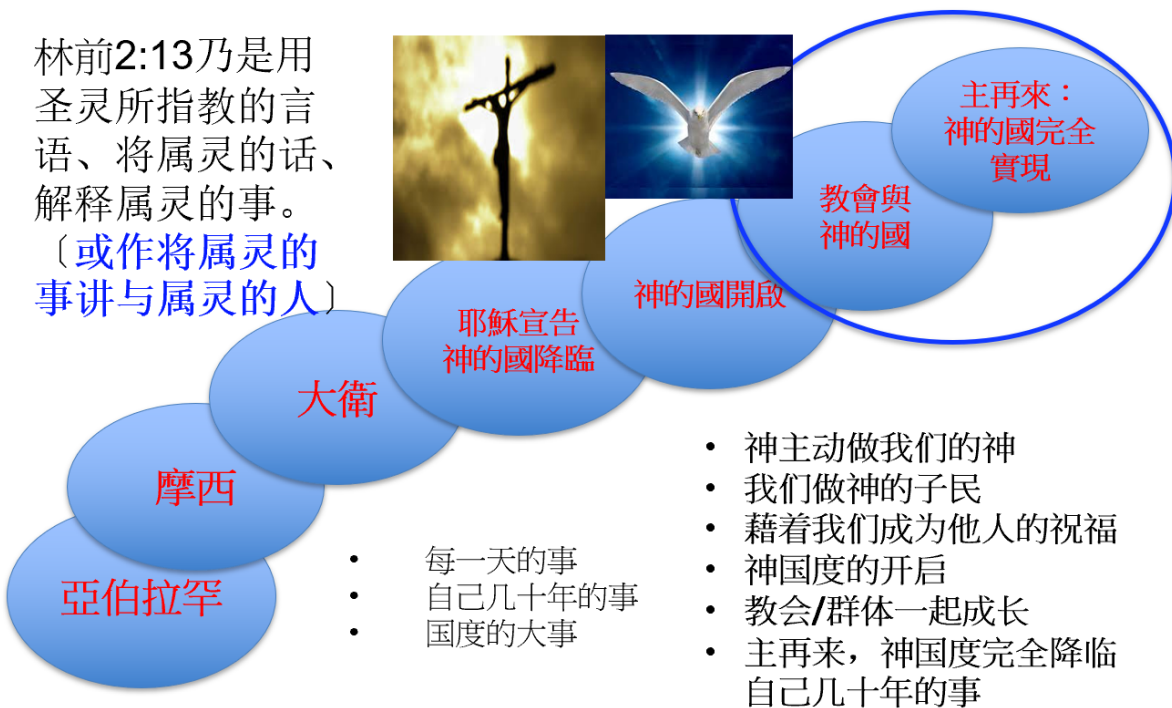 林前2:13乃是用
圣灵所指教的言
语、将属灵的话、
解释属灵的事。
〔或作将属灵的
事讲与属灵的人〕
主再來：
神的國完全
實現
教會與
神的國
神的國開啟
耶穌宣告
神的國降臨
大衛
摩西
亞伯拉罕
• 每一天的事
• 自己几十年的事
• 国度的大事
• 神主动做我们的神
• 我们做神的子民
• 藉着我们成为他人的祝福
• 神国度的开启
• 教会/群体一起成长
• 主再来，神国度完全降临
自己几十年的事